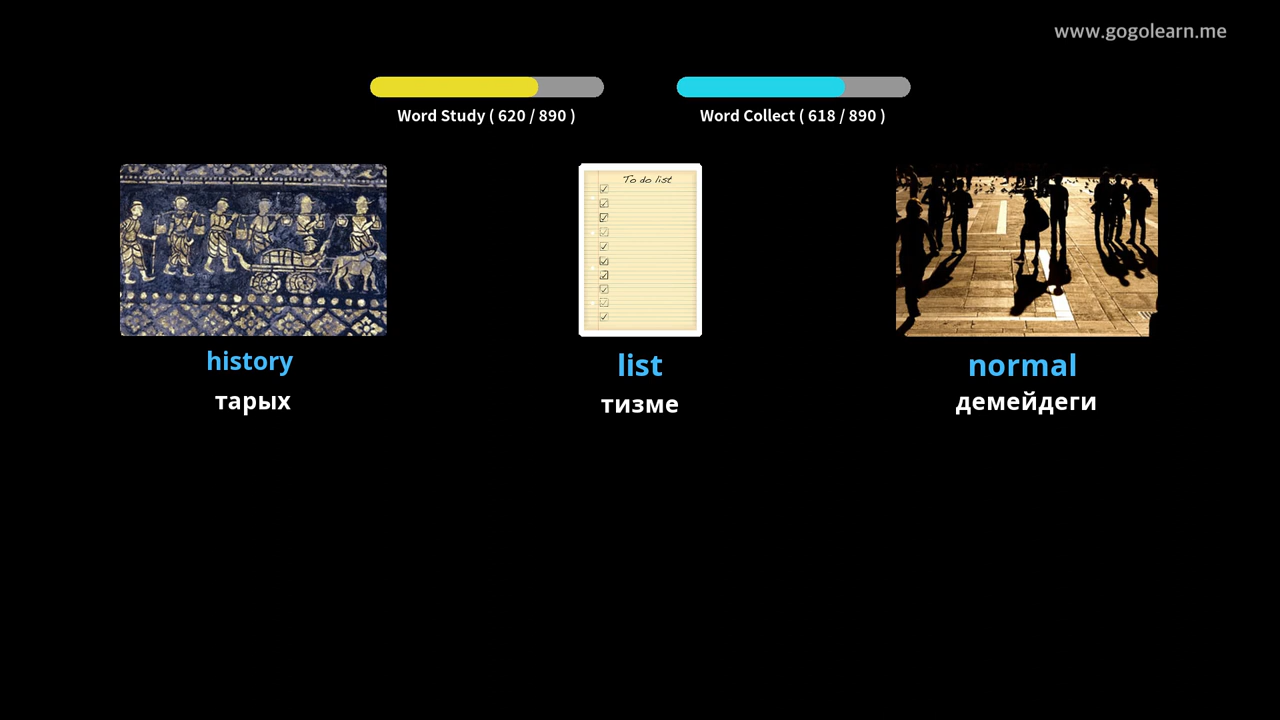 www.gogolearn.me
Word Study ( 620 / 890 )
Word Collect ( 618 / 890 )
To do list
history
list
normal
тарых
тизме
демейдеги